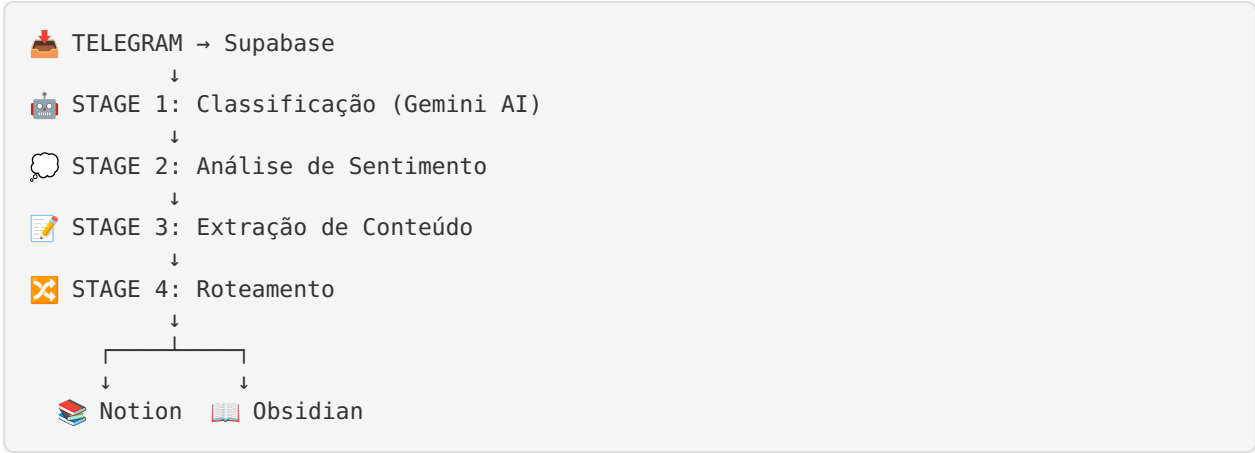 📥 TELEGRAM → Supabase
↓
🤖 STAGE 1: Classificação (Gemini AI)
↓
💭 STAGE 2: Análise de Sentimento
↓
📝 STAGE 3: Extração de Conteúdo
↓
🔀 STAGE 4: Roteamento
↓
┌─────┴─────┐
↓ ↓
📚 Notion 📖 Obsidian